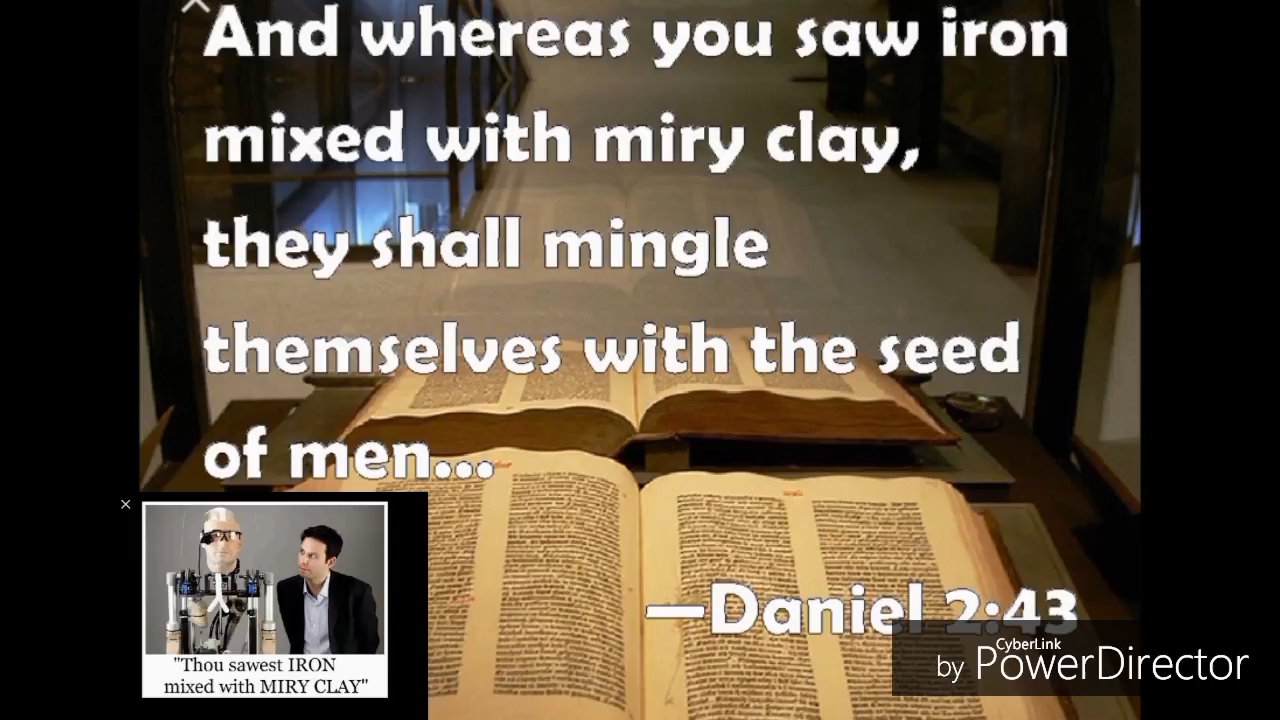 And whereas you saw iron
mixed with miry clay,
they shall mingle
themselves with the seed
of men...
—Daniel 2:43
"Thou sawest IRON
mixed with MIRY CLAY"
CyberLink
by PowerDirector